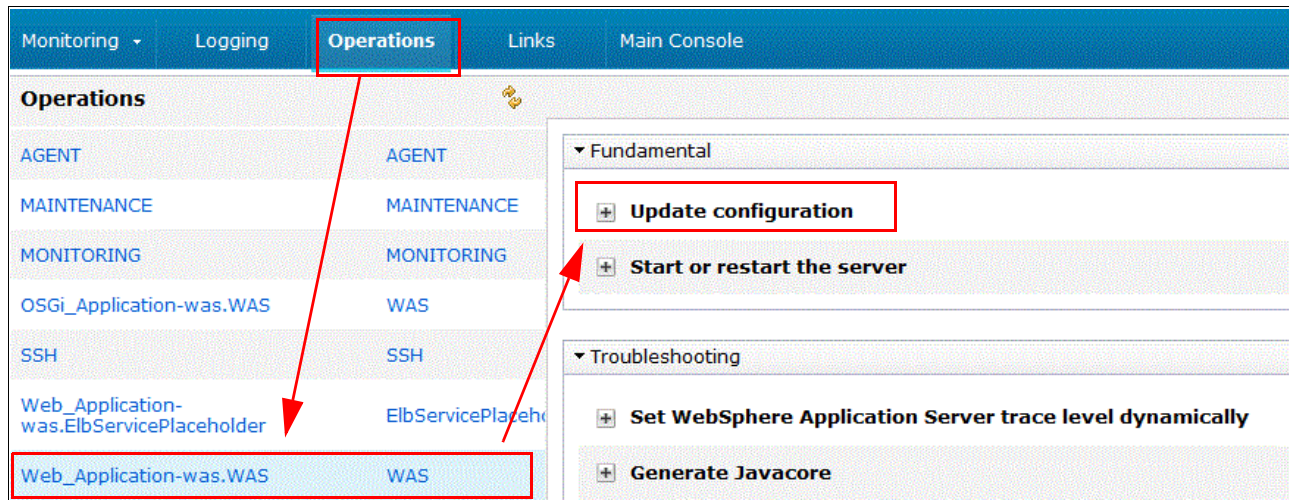 Monitoring Logging Operations Links Main Console
Operations
AGENT AGENT
MAINTENANCE MAINTENANCE
MONITORING MONITORING
OSGi_Application-was.WAS WAS
SSH SSH
Web_Application-
was.ElbServicePlaceholder ElbServicePlaceh
Web_Application-was.WAS WAS
Fundamental
Update configuration
Start or restart the server
Troubleshooting
Set WebSphere Application Server trace level dynamically
Generate Javacore